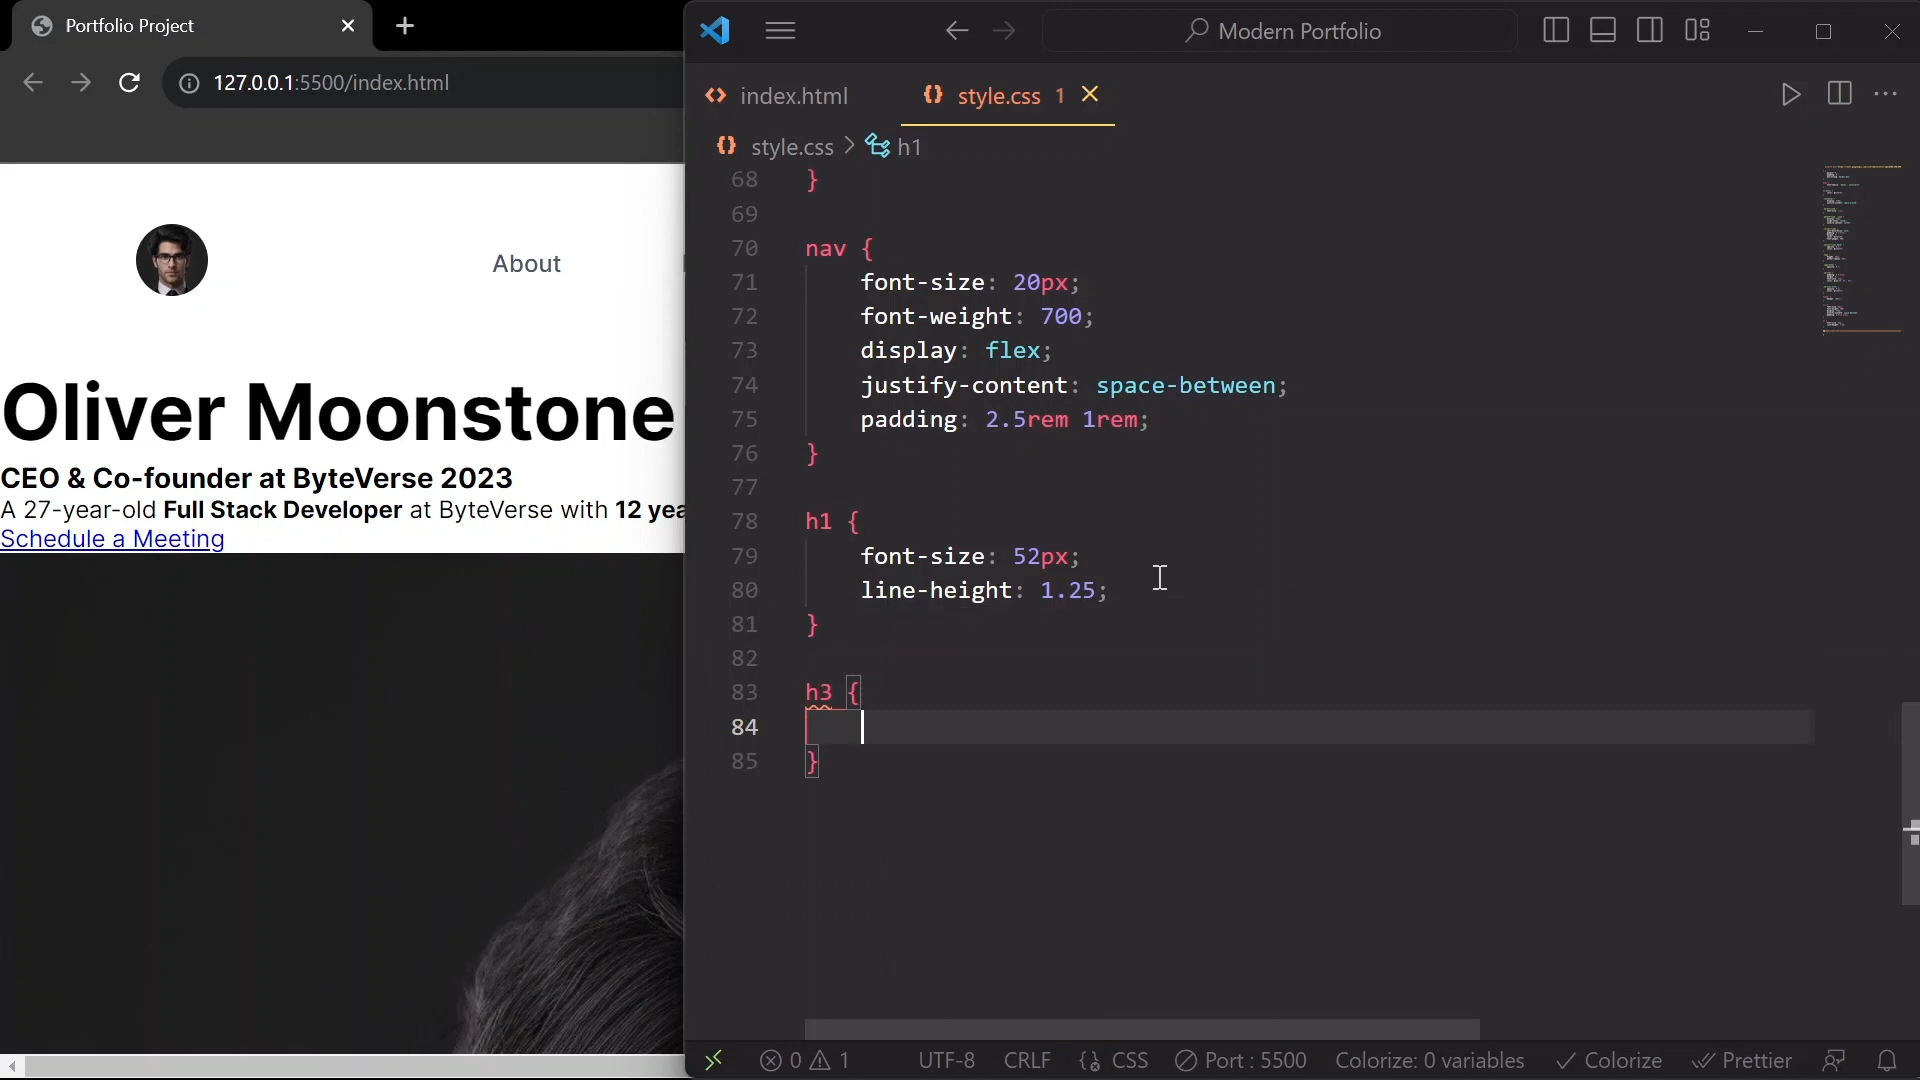 Portfolio Project
127.0.0.1:5500/index.html
About
Oliver Moonstone
CEO & Co-founder at ByteVerse 2023
A 27-year-old Full Stack Developer at ByteVerse with 12 yea
Schedule a Meeting
Modern Portfolio
index.html
style.css 1
style.css > h1
68 }
69
70 nav {
71 font-size: 20px;
72 font-weight: 700;
73 display: flex;
74 justify-content: space-between;
75 padding: 2.5rem 1rem;
76 }
77
78 h1 {
79 font-size: 52px;
80 line-height: 1.25;
81 }
82
83 h3 {
84
85 }
0 1 UTF-8 CRLF CSS Port : 5500 Colorize: 0 variables Colorize Prettier